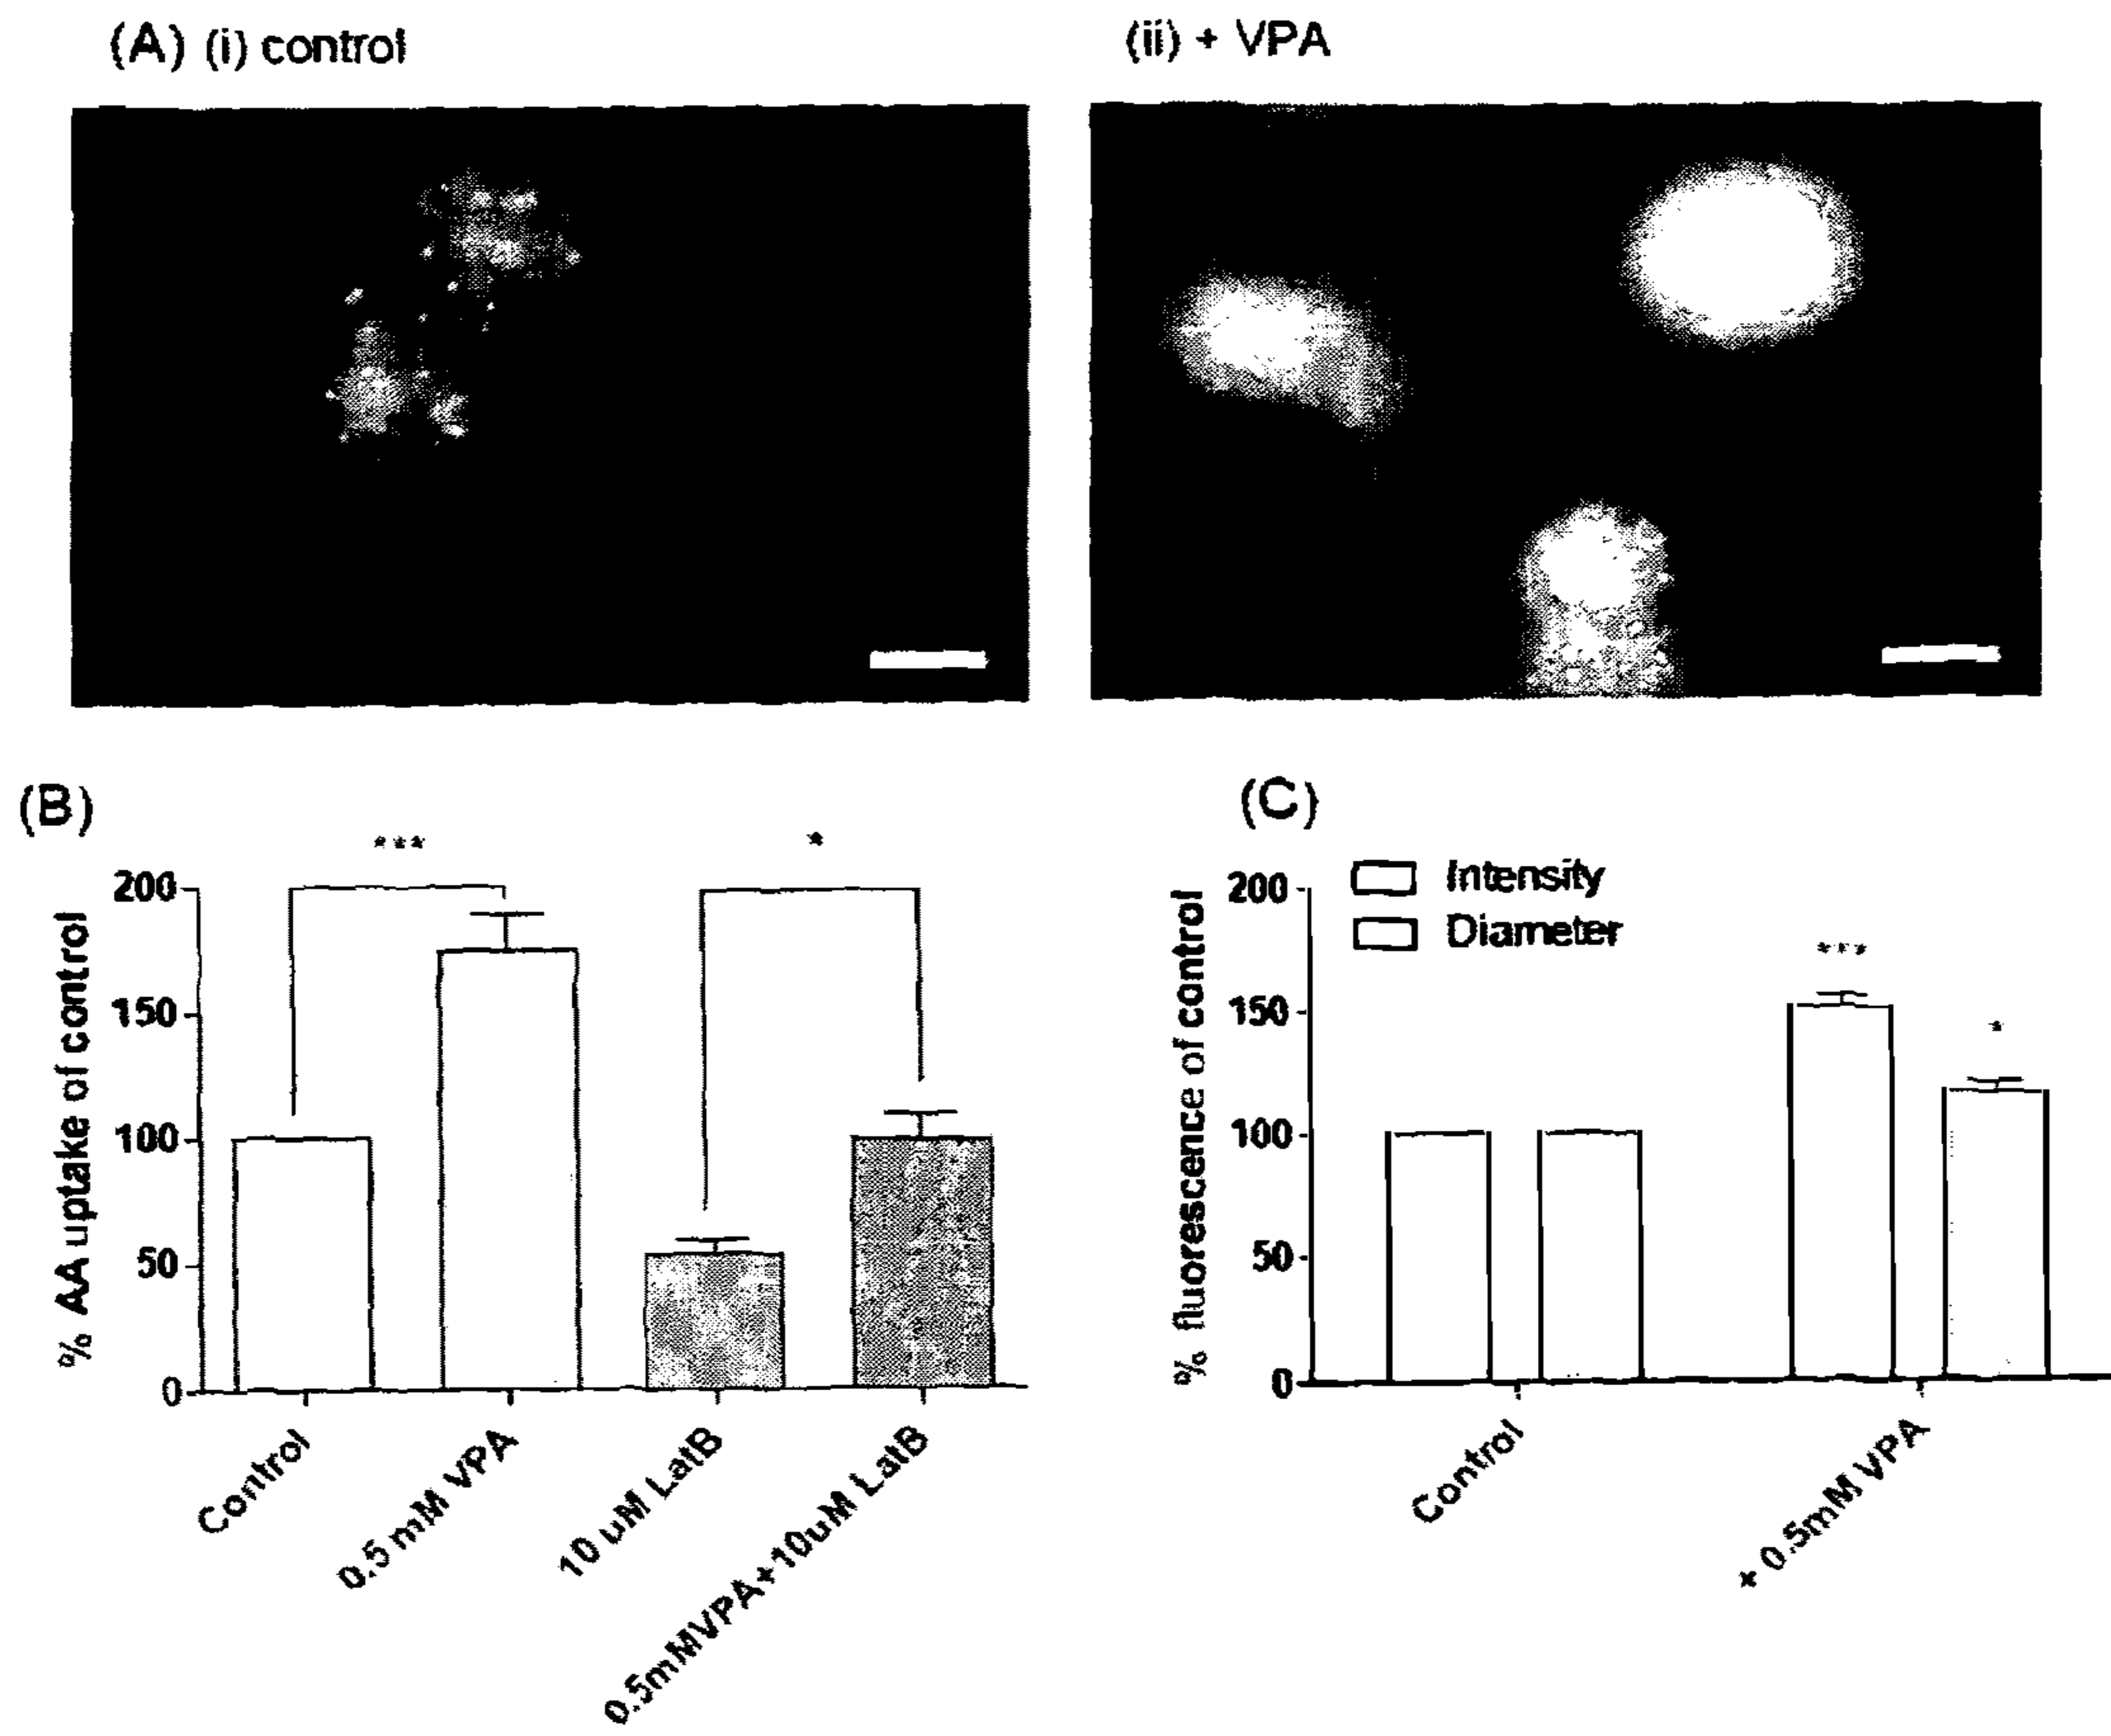 (A) (i) control
(ii) + VPA
(B)
***
*
200
150
100
50
0
% AA uptake of control
Control
0.5 mM VPA
10 uM LatB
0.5mMVPA+10uM LatB
(C)
Intensity
Diameter
***
*
200
150
100
50
0
% fluorescence of control
Control
+ 0.5mM VPA